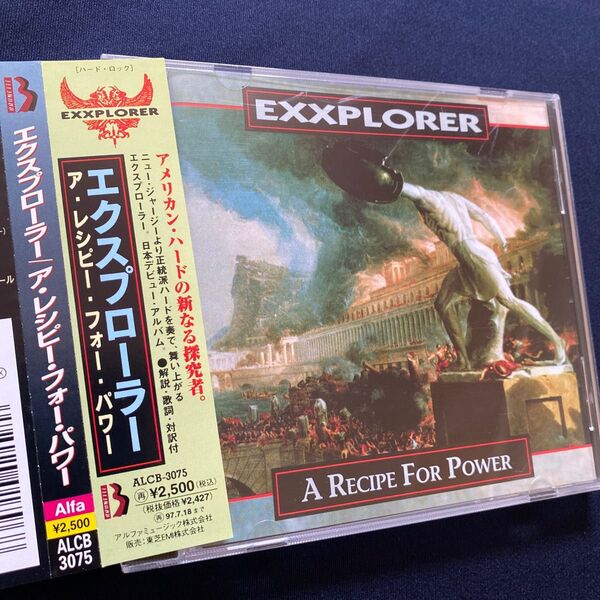 EXXPLORER
A RECIPE FOR POWER
[ハード・ロック]
EXXPLORER
エクスプローラー
ア・レシピー・フォー・パワー
アメリカン・ハードの新なる探究者。
ニュー・ジャージーより正統派ハードを奏で、舞い上がる
エクスプローラー。日本デビュー・アルバム。●解説・歌詞・対訳付
ALCB-3075
再¥2,500(税込)
(税抜価格¥2,427)
再97.7.18まで
アルファミュージック株式会社
販売:東芝EMI株式会社
B
エクスプローラー/ア・レシピー・フォー・パワー
Alfa
¥2,500
ALCB
3075